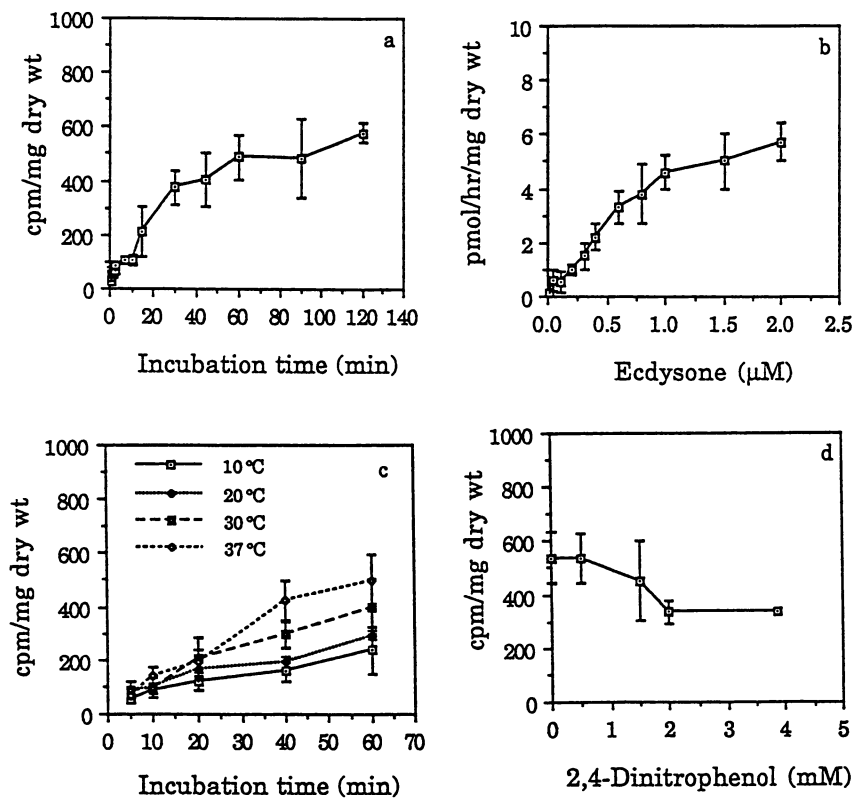 a
1000
800
600
400
200
0
0 20 40 60 80 100 120 140
cpm/mg dry wt
Incubation time (min)
b
10
8
6
4
2
0
0.0 0.5 1.0 1.5 2.0 2.5
pmol/hr/mg dry wt
Ecdysone (μM)
c
1000
800
600
400
200
0
0 10 20 30 40 50 60 70
10 °C
20 °C
30 °C
37 °C
cpm/mg dry wt
Incubation time (min)
d
1000
800
600
400
200
0
0 1 2 3 4 5
cpm/mg dry wt
2,4-Dinitrophenol (mM)